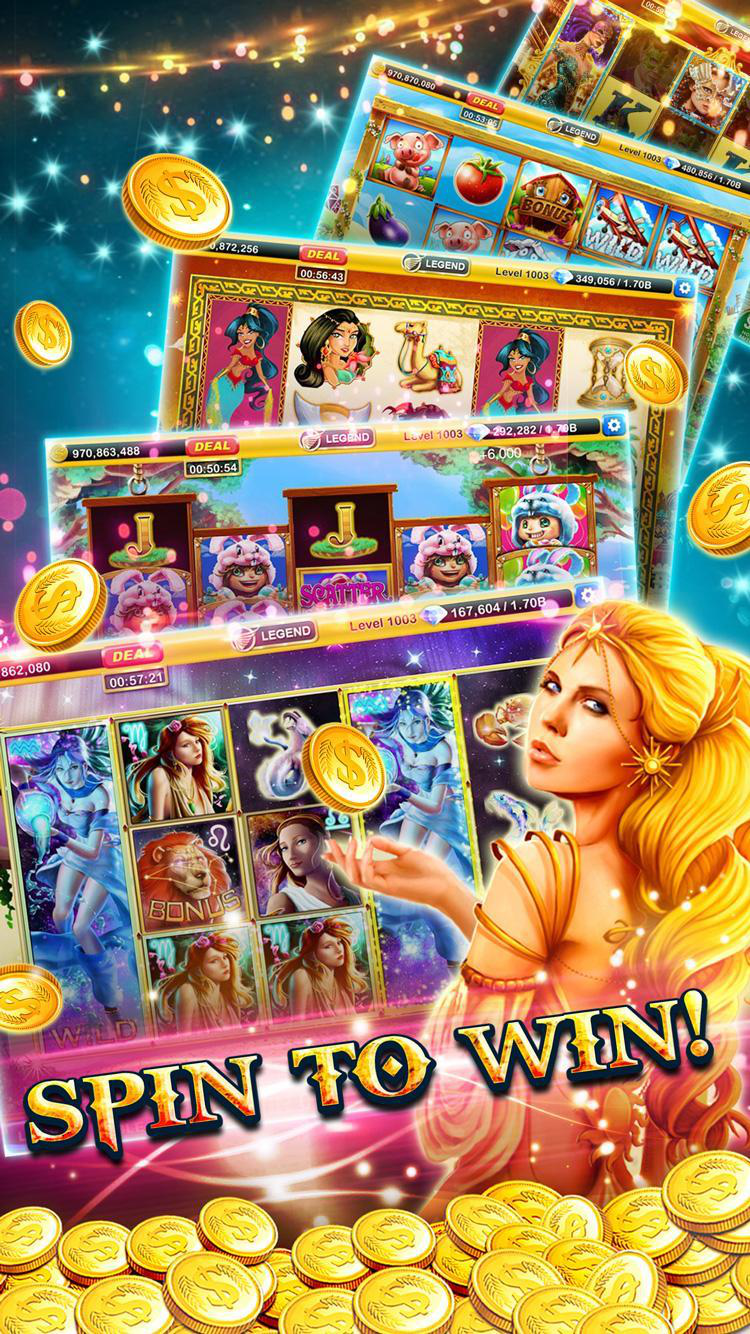 970,870,080
DEAL
00:53:05
LEGEND
Level 1003
480,856 / 1.70B
K
BONUS
WILD
WILD
0,872,256
DEAL
00:56:43
LEGEND
Level 1003
349,056 / 1.70B
970,863,488
DEAL
00:50:54
LEGEND
Level 1003
292,282 / 1.70B
+6,000
J
J
SCATTER
862,080
DEAL
00:57:21
LEGEND
Level 1003
167,604 / 1.70B
BONUS
WILD
SPIN TO WIN!